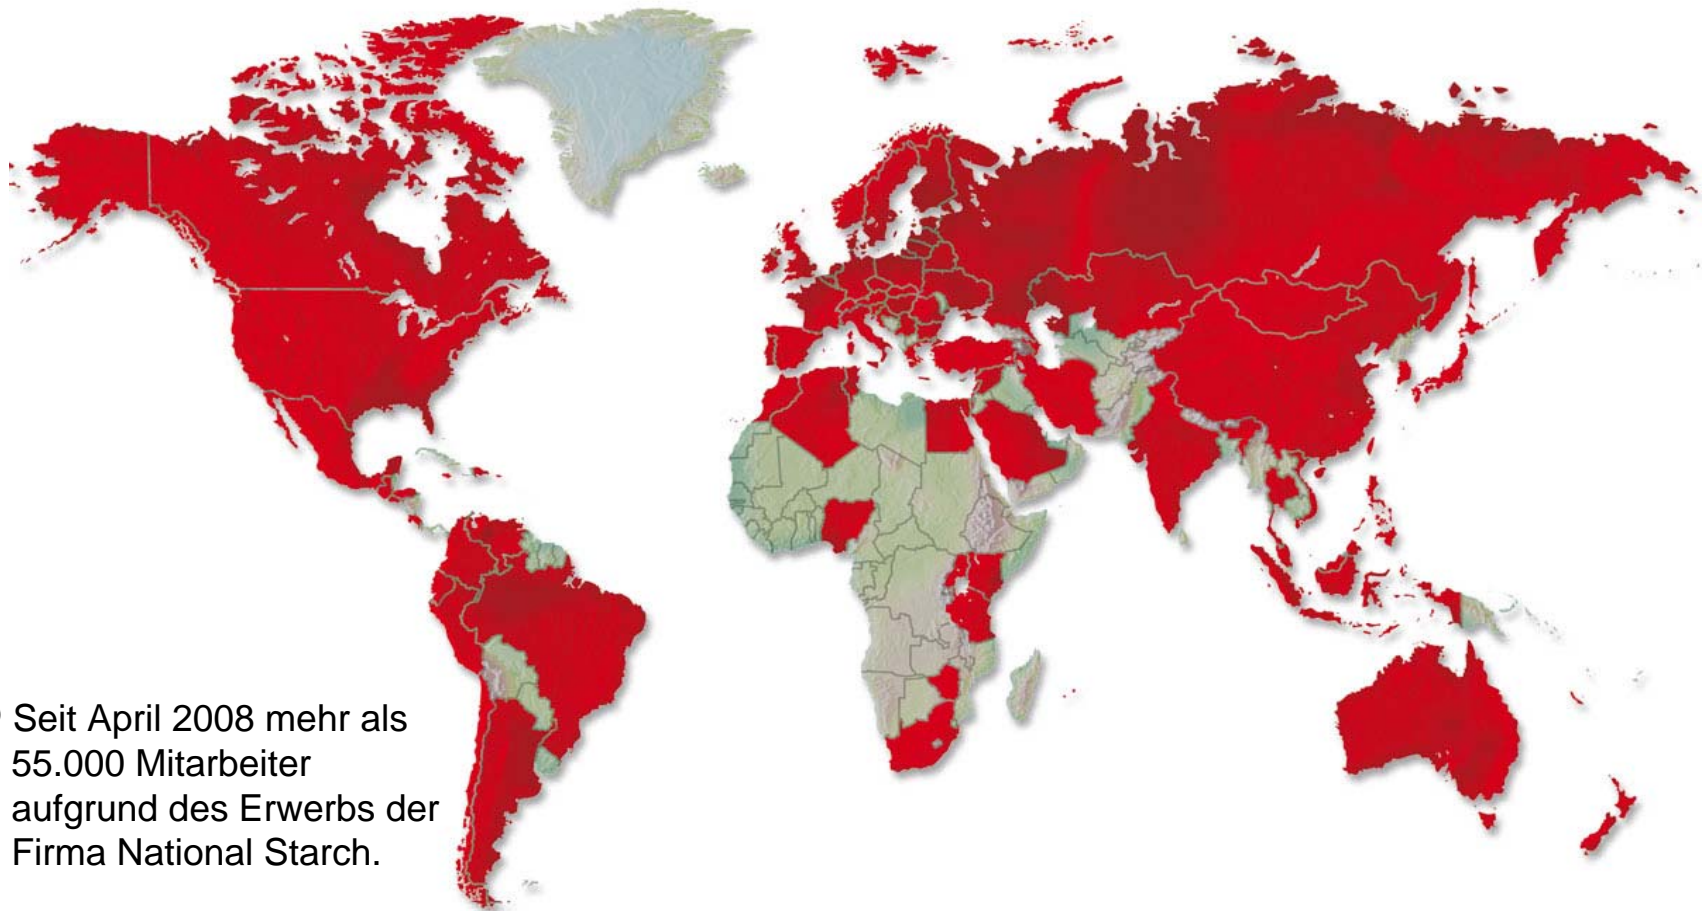 Seit April 2008 mehr als
55.000 Mitarbeiter
aufgrund des Erwerbs der
Firma National Starch.